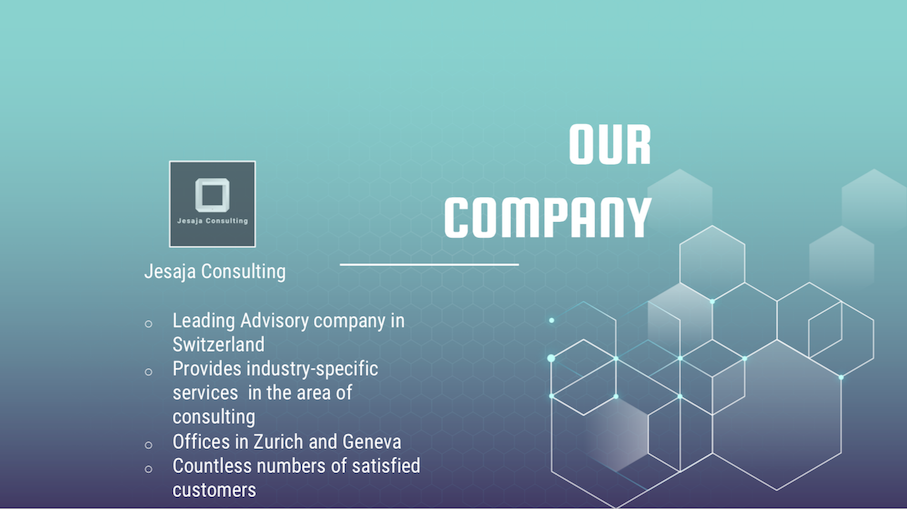 OUR
COMPANY
Jesaja Consulting
Jesaja Consulting
Leading Advisory company in
Switzerland
Provides industry-specific
services  in the area of
consulting
Offices in Zurich and Geneva
Countless numbers of satisfied
customers